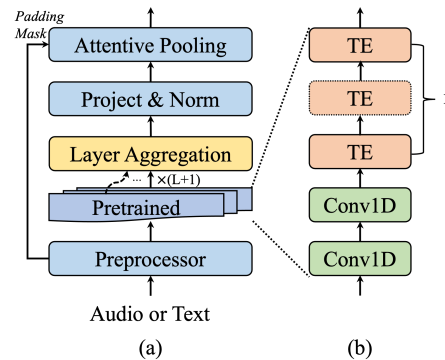 Padding
Mask
Attentive Pooling
Project & Norm
Layer Aggregation
... ×(L+1)
Pretrained
Preprocessor
Audio or Text
(a)
TE
TE
TE
Conv1D
Conv1D
(b)